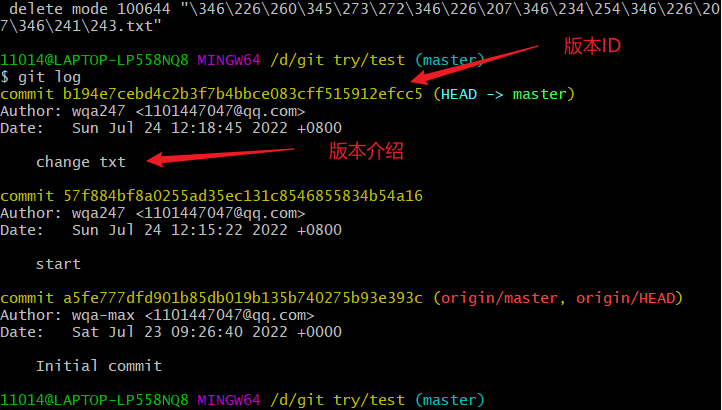 delete mode 100644 "\346\226\260\345\273\272\346\226\207\346\234\254\346\226\20
7\346\241\243.txt"
11014@LAPTOP-LP558NQ8 MINGW64 /d/git try/test (master)
版本ID
$ git log
commit b194e7cebd4c2b3f7b4bbce083cff515912efcc5 (HEAD -> master)
Author: wqa247 <1101447047@qq.com>
Date:   Sun Jul 24 12:18:45 2022 +0800
版本介绍
    change txt
commit 57f884bf8a0255ad35ec131c8546855834b54a16
Author: wqa247 <1101447047@qq.com>
Date:   Sun Jul 24 12:15:22 2022 +0800
    start
commit a5fe777dfd901b85db019b135b740275b93e393c (origin/master, origin/HEAD)
Author: wqa-max <1101447047@qq.com>
Date:   Sat Jul 23 09:26:40 2022 +0000
    Initial commit
11014@LAPTOP-LP558NQ8 MINGW64 /d/git try/test (master)